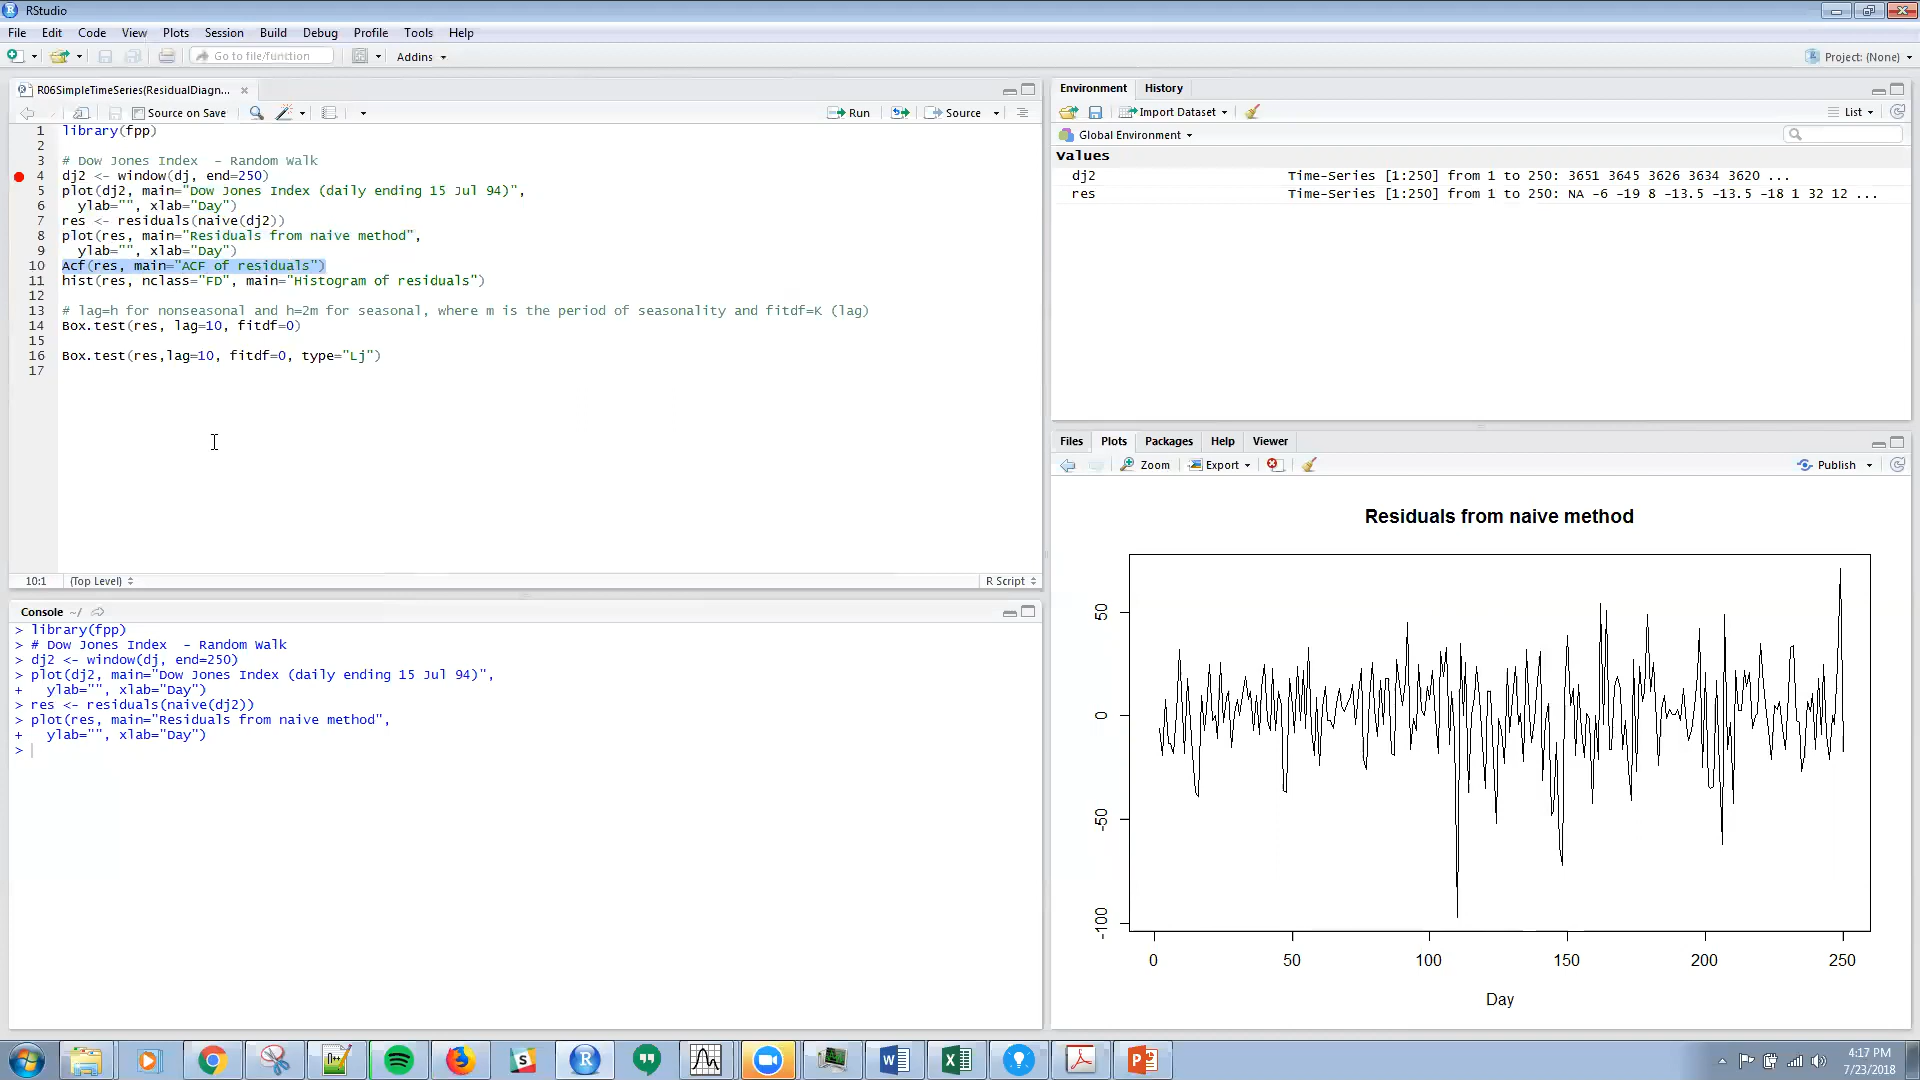 RStudio
File Edit Code View Plots Session Build Debug Profile Tools Help
Go to file/function Addins Project: (None)
R06SimpleTimeSeries(ResidualDiagn...
Source on Save Run Source
1 library(fpp)
2
3 # Dow Jones Index  - Random Walk
4 dj2 <- window(dj, end=250)
5 plot(dj2, main="Dow Jones Index (daily ending 15 Jul 94)",
6   ylab="", xlab="Day")
7 res <- residuals(naive(dj2))
8 plot(res, main="Residuals from naive method",
9   ylab="", xlab="Day")
10 Acf(res, main="ACF of residuals")
11 hist(res, nclass="FD", main="Histogram of residuals")
12
13 # lag=h for nonseasonal and h=2m for seasonal, where m is the period of seasonality and fitdf=K (lag)
14 Box.test(res, lag=10, fitdf=0)
15
16 Box.test(res,lag=10, fitdf=0, type="Lj")
17
10:1 (Top Level) R Script
Console ~/
> library(fpp)
> # Dow Jones Index  - Random Walk
> dj2 <- window(dj, end=250)
> plot(dj2, main="Dow Jones Index (daily ending 15 Jul 94)",
+   ylab="", xlab="Day")
> res <- residuals(naive(dj2))
> plot(res, main="Residuals from naive method",
+   ylab="", xlab="Day")
>
Environment History
Import Dataset List
Global Environment
Values
dj2 Time-Series [1:250] from 1 to 250: 3651 3645 3626 3634 3620 ...
res Time-Series [1:250] from 1 to 250: NA -6 -19 8 -13.5 -13.5 -18 1 32 12 ...
Files Plots Packages Help Viewer
Zoom Export Publish
Residuals from naive method
50
0
-50
-100
0 50 100 150 200 250
Day
4:17 PM
7/23/2018